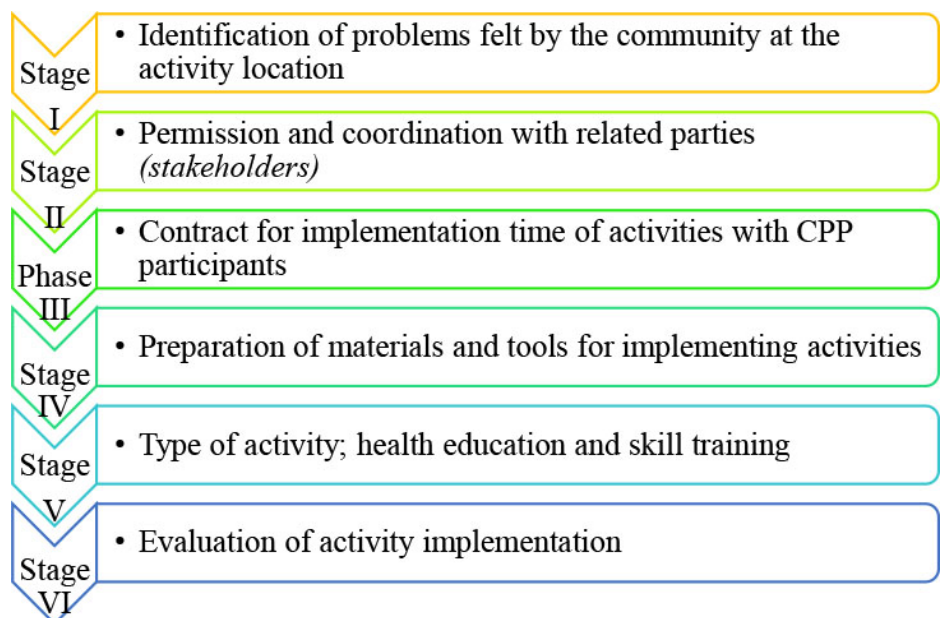 Stage
I
• Identification of problems felt by the community at the
activity location
Stage
II
• Permission and coordination with related parties
(stakeholders)
Phase
III
• Contract for implementation time of activities with CPP
participants
Stage
IV
• Preparation of materials and tools for implementing activities
Stage
V
• Type of activity; health education and skill training
Stage
VI
• Evaluation of activity implementation